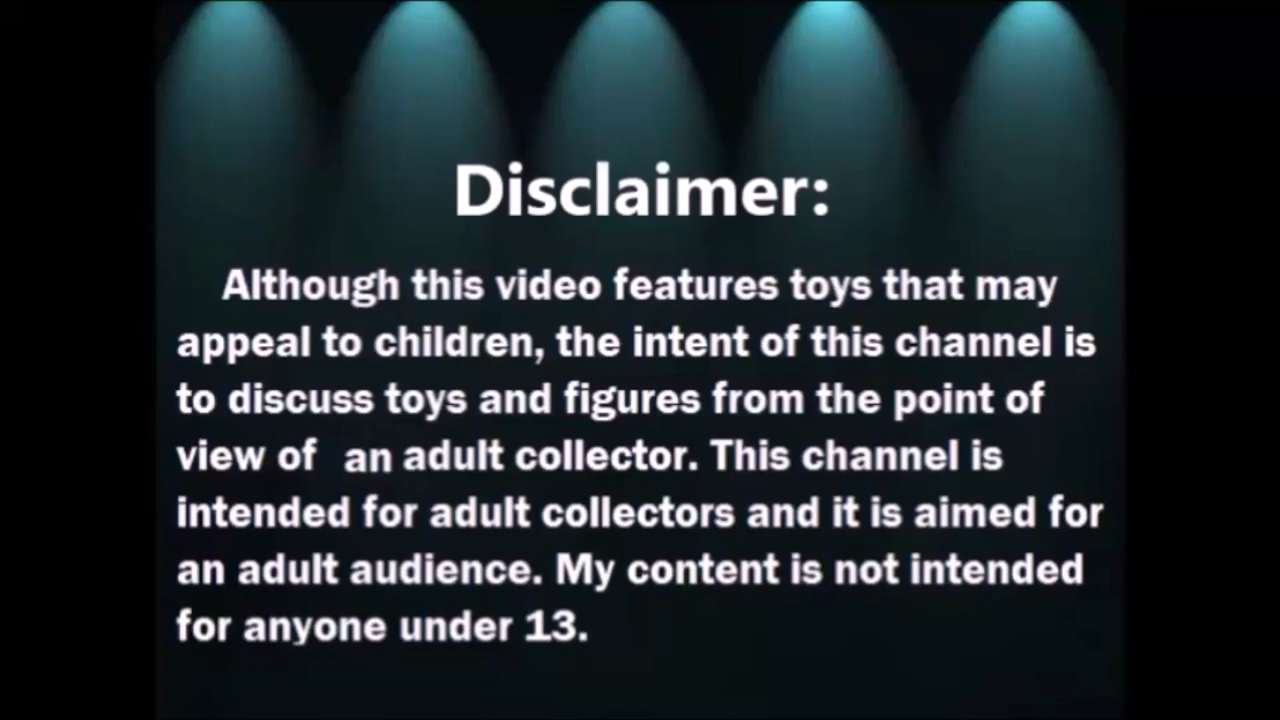 Disclaimer:
Although this video features toys that may
appeal to children, the intent of this channel is
to discuss toys and figures from the point of
view of an adult collector. This channel is
intended for adult collectors and it is aimed for
an adult audience. My content is not intended
for anyone under 13.